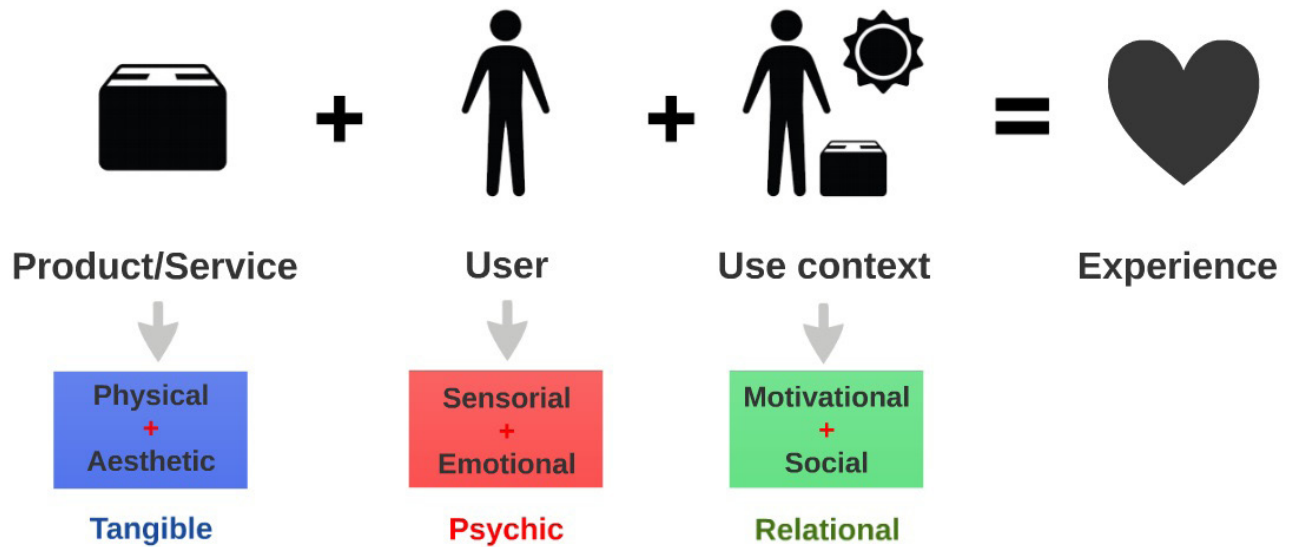 + + =
Product/Service User Use context Experience
Physical Sensorial Motivational
+ + +
Aesthetic Emotional Social
Tangible Psychic Relational